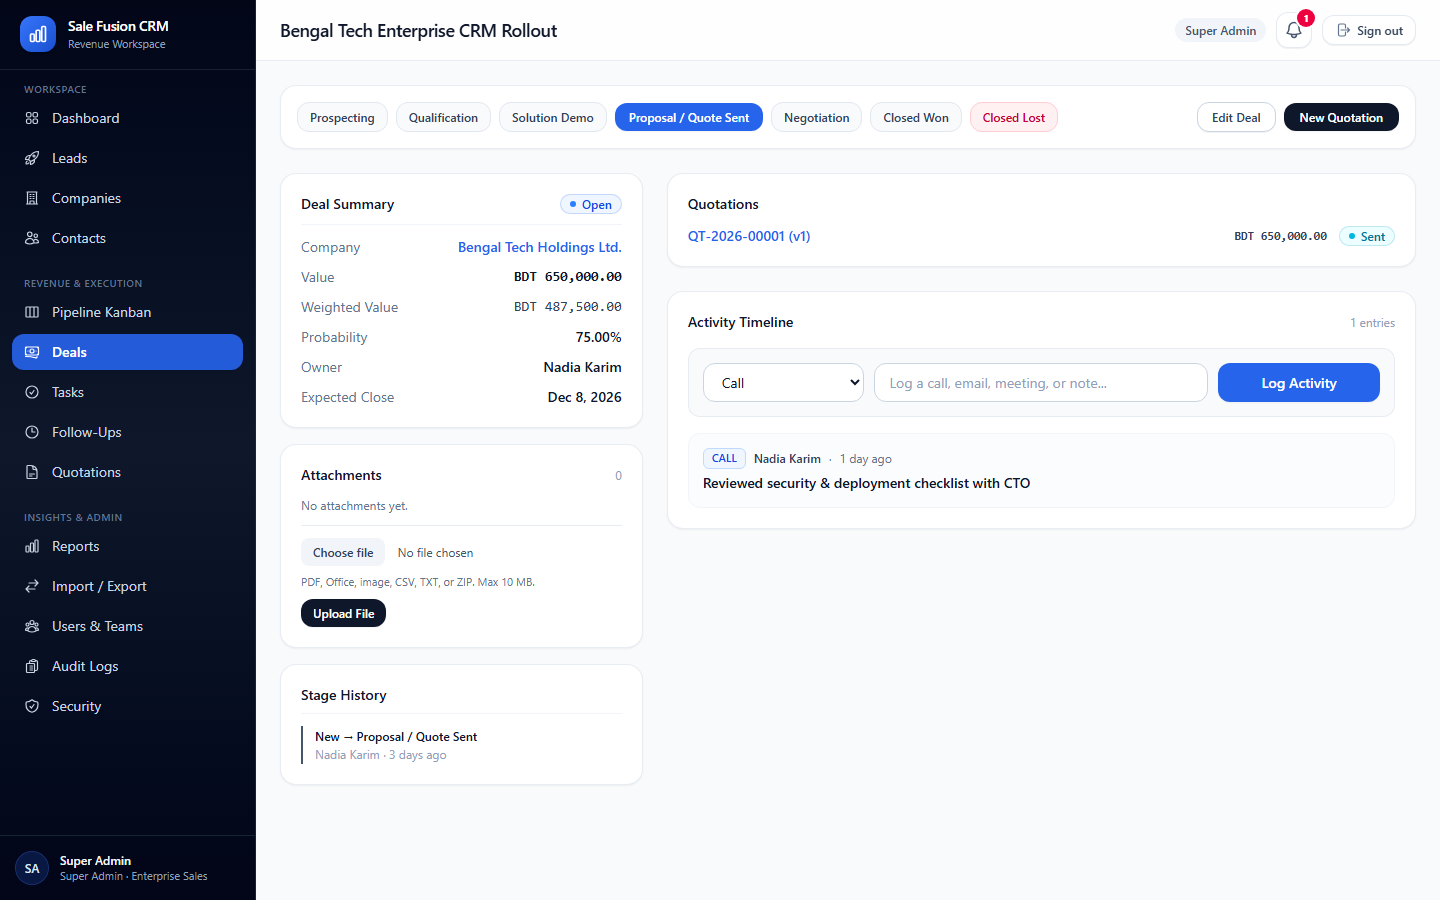 Sale Fusion CRM
Revenue Workspace
WORKSPACE
Dashboard
Leads
Companies
Contacts
REVENUE & EXECUTION
Pipeline Kanban
Deals
Tasks
Follow-Ups
Quotations
INSIGHTS & ADMIN
Reports
Import / Export
Users & Teams
Audit Logs
Security
SA
Super Admin
Super Admin · Enterprise Sales
Bengal Tech Enterprise CRM Rollout
Super Admin
1
Sign out
Prospecting
Qualification
Solution Demo
Proposal / Quote Sent
Negotiation
Closed Won
Closed Lost
Edit Deal
New Quotation
Deal Summary
Open
Company Bengal Tech Holdings Ltd.
Value BDT 650,000.00
Weighted Value BDT 487,500.00
Probability 75.00%
Owner Nadia Karim
Expected Close Dec 8, 2026
Attachments 0
No attachments yet.
Choose file No file chosen
PDF, Office, image, CSV, TXT, or ZIP. Max 10 MB.
Upload File
Stage History
New → Proposal / Quote Sent
Nadia Karim · 3 days ago
Quotations
QT-2026-00001 (v1) BDT 650,000.00 Sent
Activity Timeline 1 entries
Call
Log a call, email, meeting, or note...
Log Activity
CALL Nadia Karim · 1 day ago
Reviewed security & deployment checklist with CTO